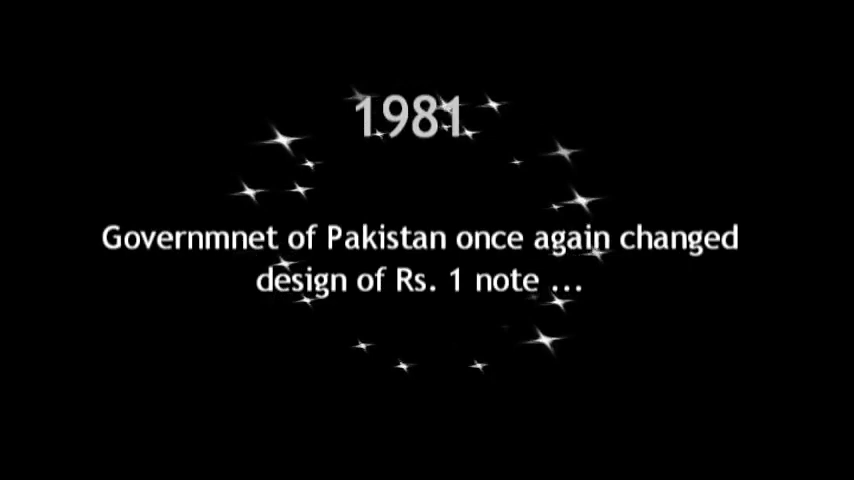 1981
Governmnet of Pakistan once again changed
design of Rs. 1 note ...